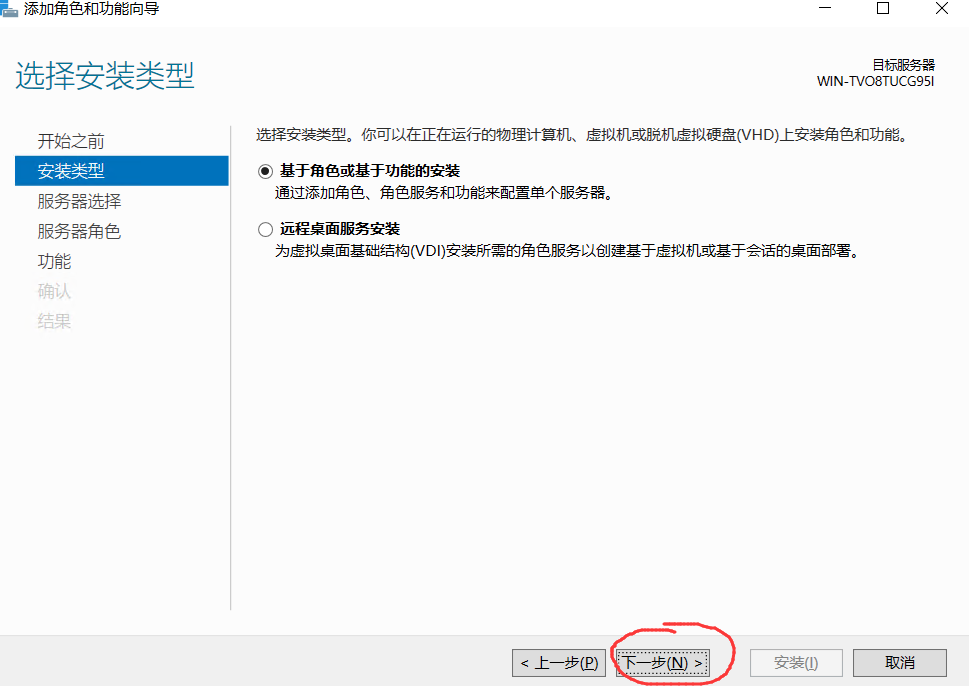 添加角色和功能向导
选择安装类型
目标服务器
WIN-TVO8TUCG95I
开始之前
安装类型
服务器选择
服务器角色
功能
确认
结果
选择安装类型。你可以在正在运行的物理计算机、虚拟机或脱机虚拟硬盘(VHD)上安装角色和功能。
基于角色或基于功能的安装
通过添加角色、角色服务和功能来配置单个服务器。
远程桌面服务安装
为虚拟桌面基础结构(VDI)安装所需的角色服务以创建基于虚拟机或基于会话的桌面部署。
< 上一步(P)
下一步(N) >
安装(I)
取消